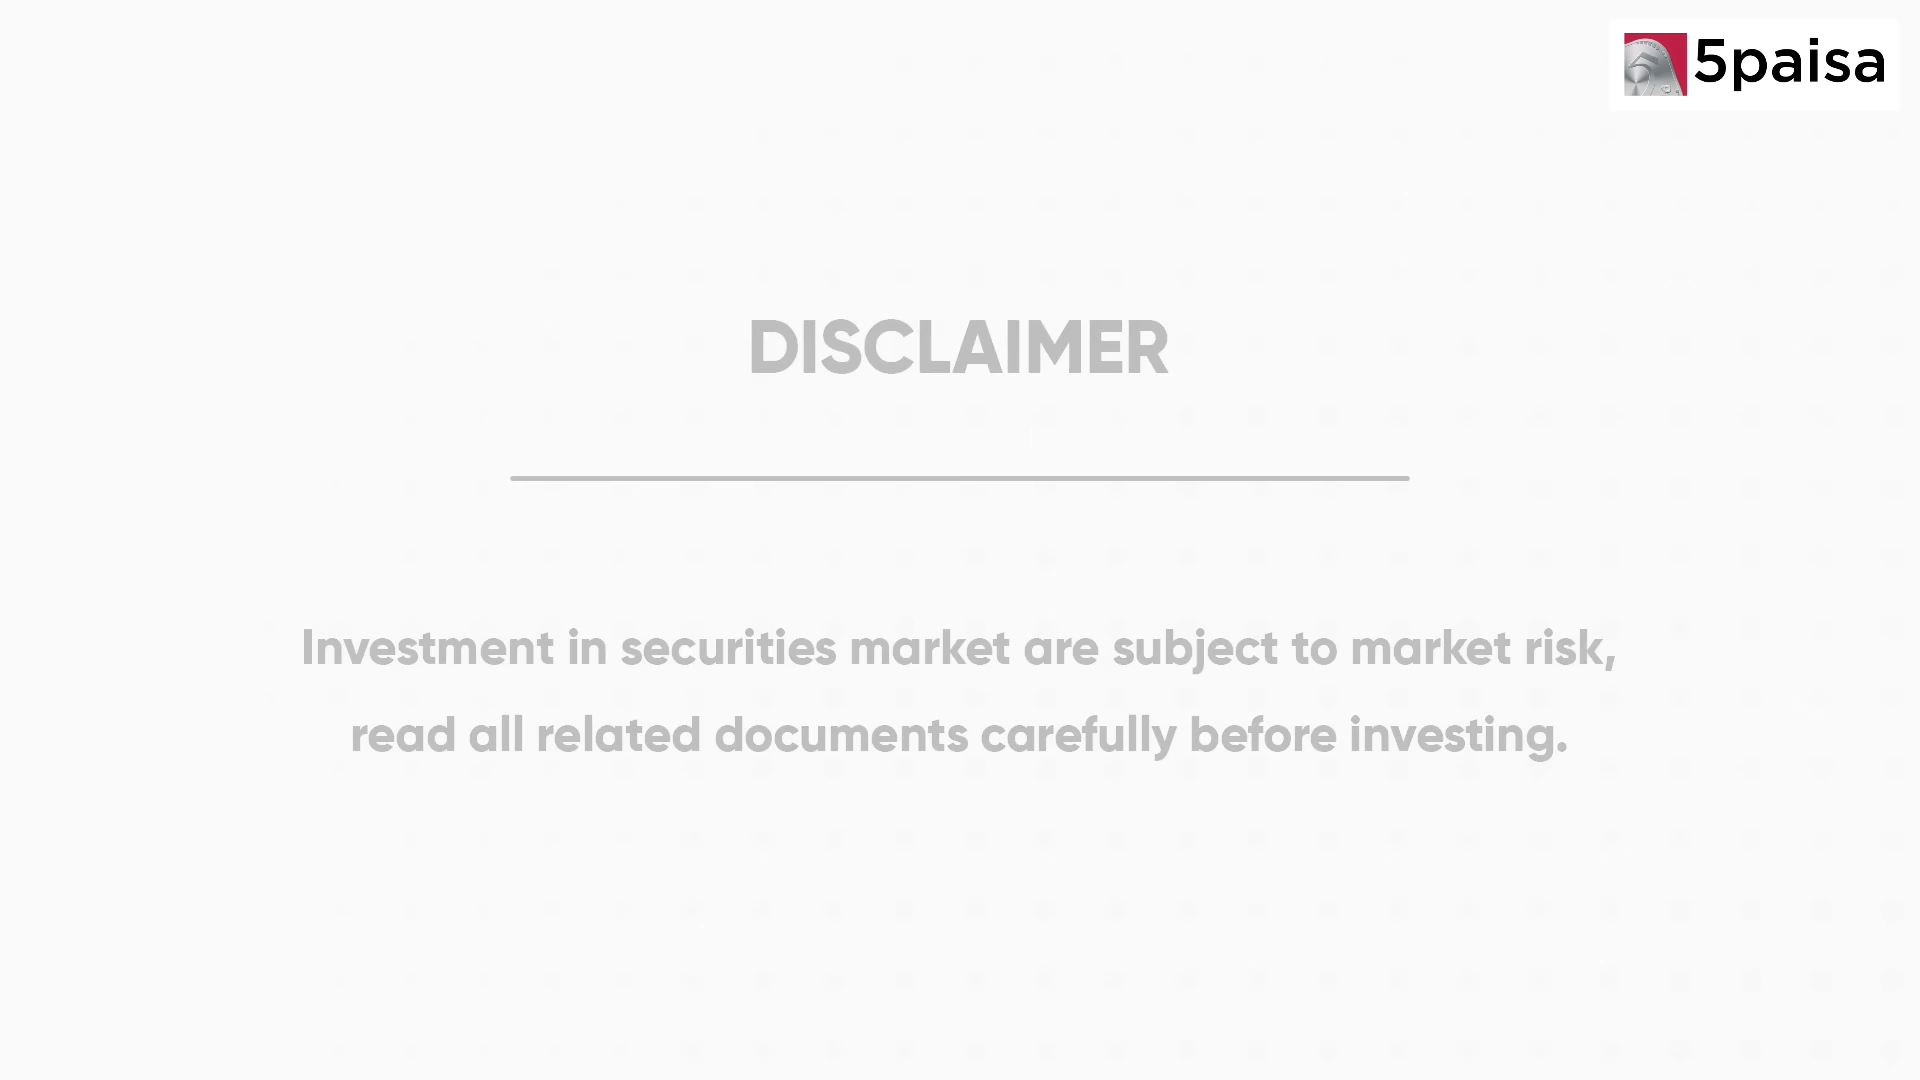 5paisa
DISCLAIMER
Investment in securities market are subject to market risk,
read all related documents carefully before investing.